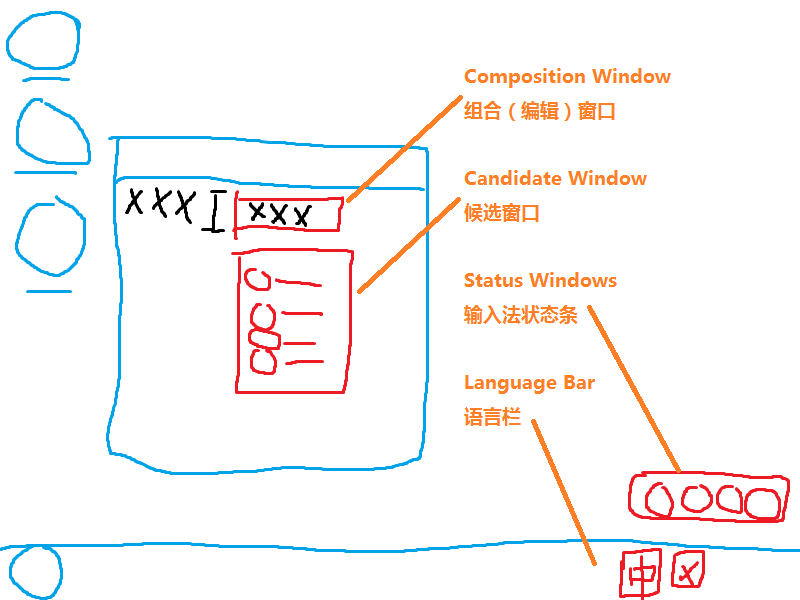 Composition Window
组合（编辑）窗口
Candidate Window
候选窗口
Status Windows
输入法状态条
Language Bar
语言栏
XXX
xxx
中 X